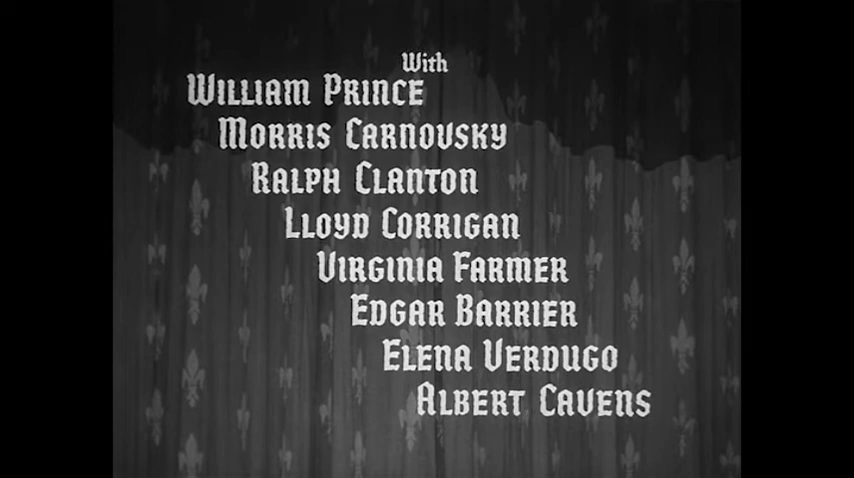 With
William Prince
Morris Carnovsky
Ralph Clanton
Lloyd Corrigan
Virginia Farmer
Edgar Barrier
Elena Verdugo
Albert Cavens